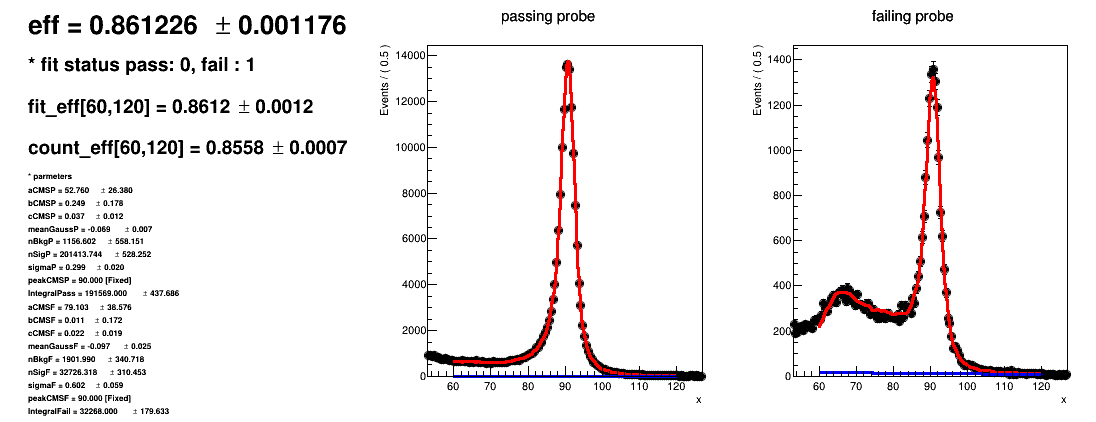 eff = 0.861226 ± 0.001176
* fit status pass: 0, fail : 1
fit_eff[60,120] = 0.8612 ± 0.0012
count_eff[60,120] = 0.8558 ± 0.0007
* parmeters
aCMSP = 52.760 ± 26.380
bCMSP = 0.249 ± 0.178
cCMSP = 0.037 ± 0.012
meanGaussP = -0.069 ± 0.007
nBkgP = 1156.602 ± 558.151
nSigP = 201413.744 ± 528.252
sigmaP = 0.299 ± 0.020
peakCMSP = 90.000 [Fixed]
IntegralPass = 191569.000 ± 437.686
aCMSF = 79.103 ± 38.576
bCMSF = 0.011 ± 0.172
cCMSF = 0.022 ± 0.019
meanGaussF = -0.097 ± 0.025
nBkgF = 1901.990 ± 340.718
nSigF = 32726.318 ± 310.453
sigmaF = 0.602 ± 0.059
peakCMSF = 90.000 [Fixed]
IntegralFail = 32268.000 ± 179.633
passing probe
Events / ( 0.5 )
14000
12000
10000
8000
6000
4000
2000
0
60 70 80 90 100 110 120
x
failing probe
Events / ( 0.5 )
1400
1200
1000
800
600
400
200
0
60 70 80 90 100 110 120
x